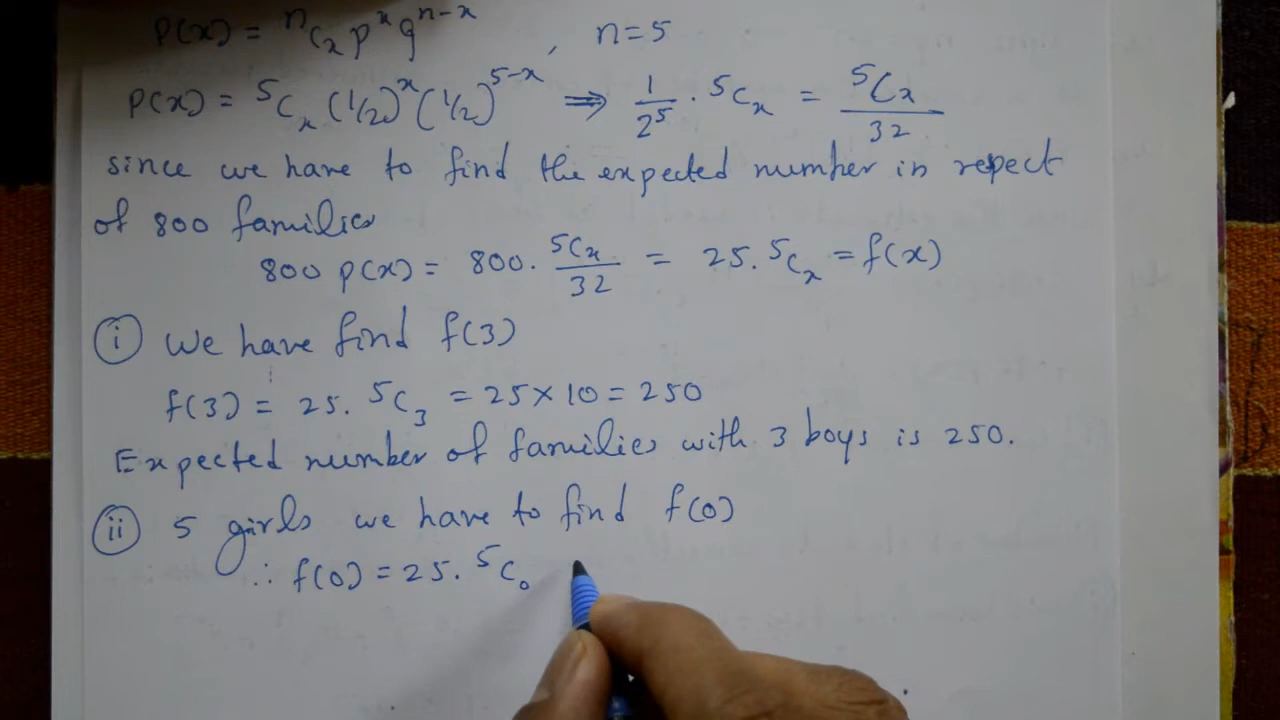 P(x) = ⁿCₓ pˣ qⁿ⁻ˣ , n=5
P(x) = ⁵Cₓ (1/2)ˣ (1/2)⁵⁻ˣ ⇒ 1/2⁵ · ⁵Cₓ = ⁵Cₓ/32
since we have to find the expected number in repect
of 800 families
800 P(x) = 800 · ⁵Cₓ/32 = 25 · ⁵Cₓ = f(x)
(i) We have find f(3)
f(3) = 25 · ⁵C₃ = 25 × 10 = 250
Expected number of families with 3 boys is 250.
(ii) 5 girls we have to find f(0)
∴ f(0) = 25 · ⁵C₀